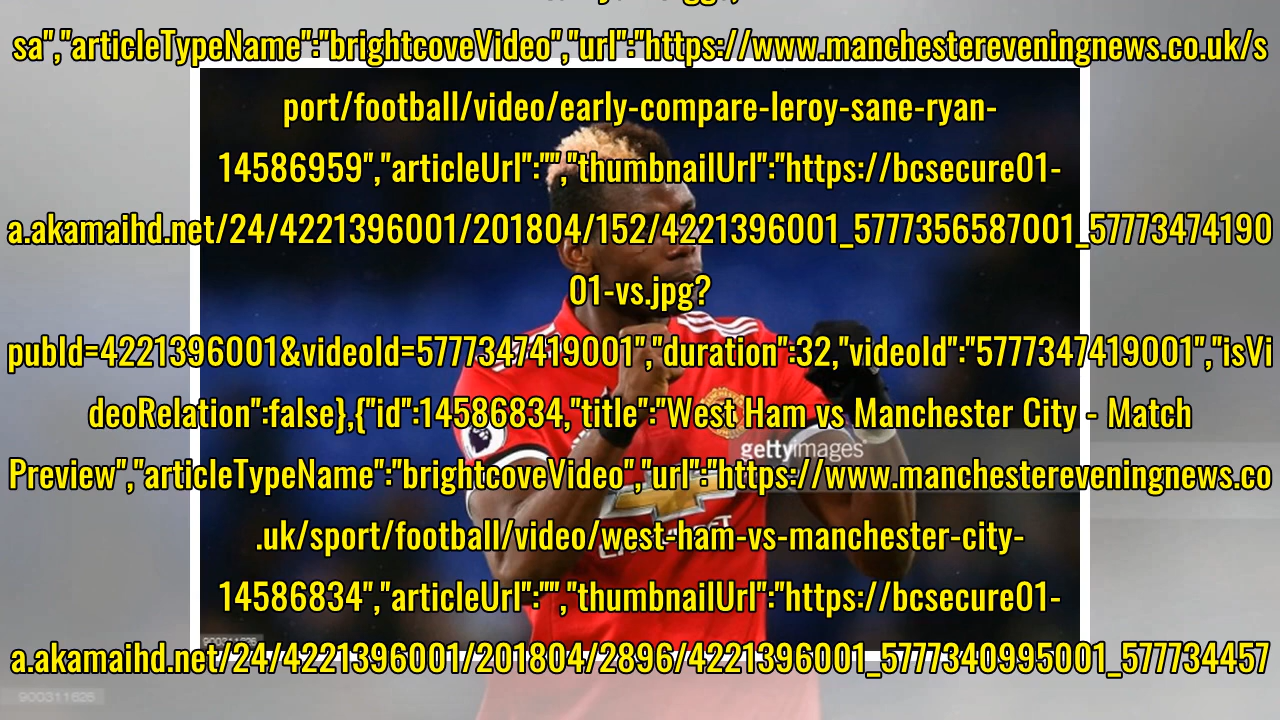 sa","articleTypeName":"brightcoveVideo","url":"https://www.manchestereveningnews.co.uk/s
port/football/video/early-compare-leroy-sane-ryan-
14586959","articleUrl":"","thumbnailUrl":"https://bcsecure01-
a.akamaihd.net/24/4221396001/201804/152/4221396001_5777356587001_57773474190
01-vs.jpg?
pubId=4221396001&videoId=5777347419001","duration":32,"videoId":"5777347419001","isVi
deoRelation":false},{"id":14586834,"title":"West Ham vs Manchester City - Match
gettyimages
Preview","articleTypeName":"brightcoveVideo","url":"https://www.manchestereveningnews.co
.uk/sport/football/video/west-ham-vs-manchester-city-
14586834","articleUrl":"","thumbnailUrl":"https://bcsecure01-
a.akamaihd.net/24/4221396001/201804/2896/4221396001_5777340995001_577734457
900311626